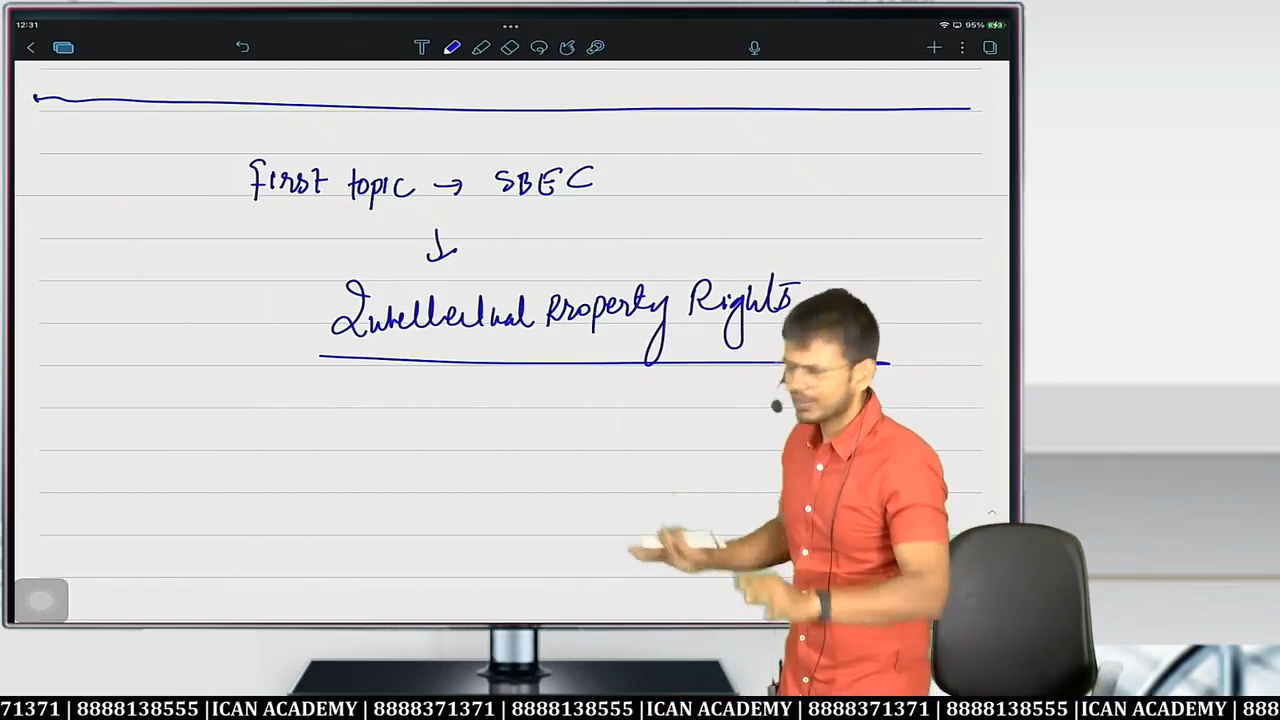 12:31
95%
First topic → SBEC
↓
Intellectual Property Rights
71371 | 8888138555 |ICAN ACADEMY | 8888371371 | 8888138555 |ICAN ACADEMY | 8888371371 | 8888138555 |ICAN ACADEMY | 888